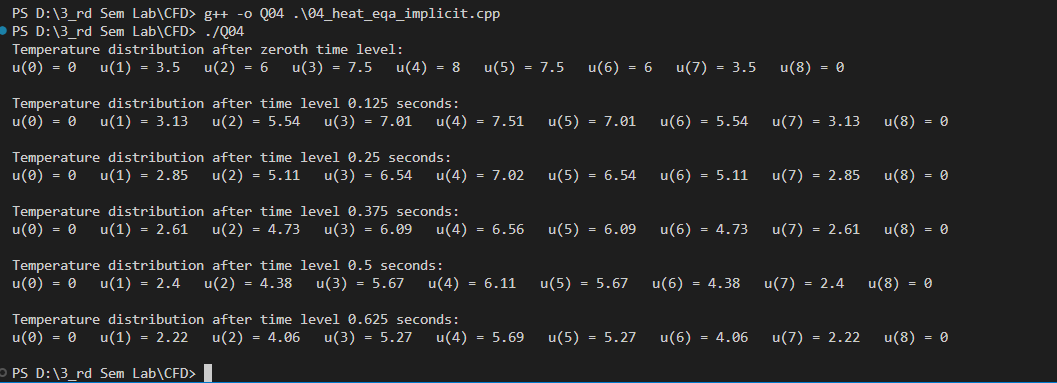 PS D:\3_rd Sem Lab\CFD> g++ -o Q04 .\04_heat_eqa_implicit.cpp
PS D:\3_rd Sem Lab\CFD> ./Q04
Temperature distribution after zeroth time level:
u(0) = 0   u(1) = 3.5   u(2) = 6   u(3) = 7.5   u(4) = 8   u(5) = 7.5   u(6) = 6   u(7) = 3.5   u(8) = 0
Temperature distribution after time level 0.125 seconds:
u(0) = 0   u(1) = 3.13   u(2) = 5.54   u(3) = 7.01   u(4) = 7.51   u(5) = 7.01   u(6) = 5.54   u(7) = 3.13   u(8) = 0
Temperature distribution after time level 0.25 seconds:
u(0) = 0   u(1) = 2.85   u(2) = 5.11   u(3) = 6.54   u(4) = 7.02   u(5) = 6.54   u(6) = 5.11   u(7) = 2.85   u(8) = 0
Temperature distribution after time level 0.375 seconds:
u(0) = 0   u(1) = 2.61   u(2) = 4.73   u(3) = 6.09   u(4) = 6.56   u(5) = 6.09   u(6) = 4.73   u(7) = 2.61   u(8) = 0
Temperature distribution after time level 0.5 seconds:
u(0) = 0   u(1) = 2.4   u(2) = 4.38   u(3) = 5.67   u(4) = 6.11   u(5) = 5.67   u(6) = 4.38   u(7) = 2.4   u(8) = 0
Temperature distribution after time level 0.625 seconds:
u(0) = 0   u(1) = 2.22   u(2) = 4.06   u(3) = 5.27   u(4) = 5.69   u(5) = 5.27   u(6) = 4.06   u(7) = 2.22   u(8) = 0
PS D:\3_rd Sem Lab\CFD>